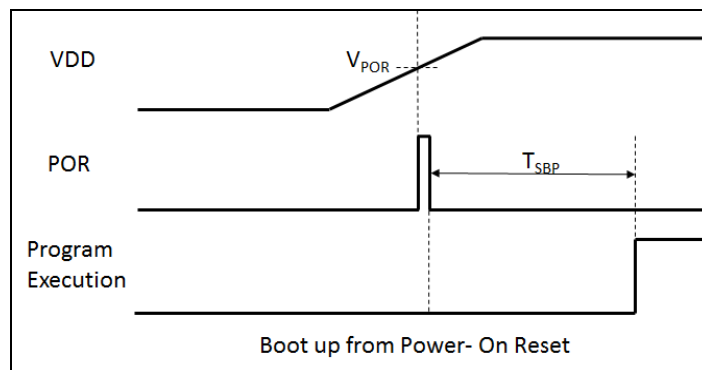 VDD
VPOR
POR
TSBP
Program
Execution
Boot up from Power- On Reset